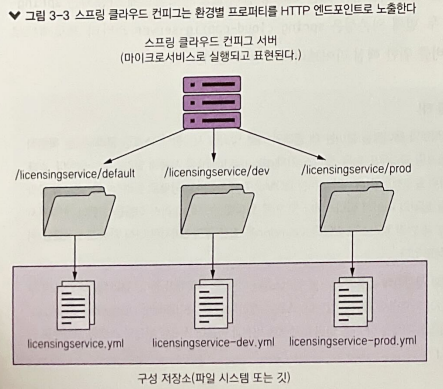 그림 3-3 스프링 클라우드 컨피그는 환경별 프로퍼티를 HTTP 엔드포인트로 노출한다
스프링 클라우드 컨피그 서버
(마이크로서비스로 실행되고 표현된다.)
/licensingservice/default
/licensingservice/dev
/licensingservice/prod
licensingservice.yml
licensingservice-dev.yml
licensingservice-prod.yml
구성 저장소(파일 시스템 또는 깃)